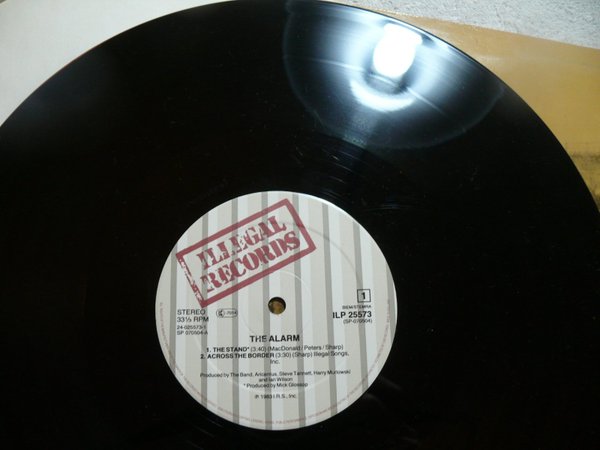 ILLEGAL
RECORDS
STEREO
33⅓ RPM
24-025573-1
SP 070504-A
1
BIEM/STEMRA
ILP 25573
(SP 070504)
THE ALARM
1. THE STAND* (3:40) (MacDonald / Peters / Sharp)
2. ACROSS THE BORDER (3:30) (Sharp) Illegal Songs,
Inc.
Produced by The Band, Aricentus, Steve Tannett, Harry Murlowski
and Ian Wilson
* Produced by Mick Glossop
℗ 1983 I.R.S., Inc.